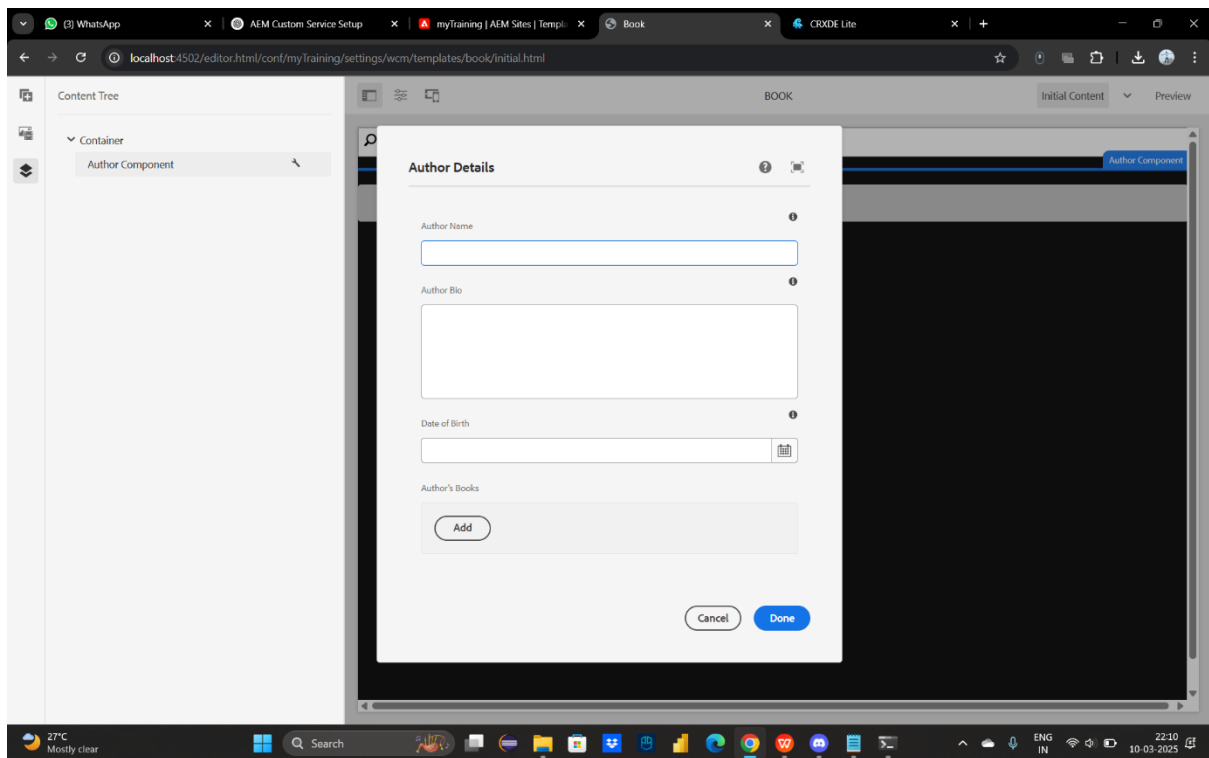 (3) WhatsApp
AEM Custom Service Setup
myTraining | AEM Sites | Templa
Book
CRXDE Lite
localhost:4502/editor.html/conf/myTraining/settings/wcm/templates/book/initial.html
Content Tree
BOOK
Initial Content
Preview
Container
Author Component
Author Component
Author Details
Author Name
Author Bio
Date of Birth
Author's Books
Add
Cancel
Done
27°C
Mostly clear
Search
ENG
IN
22:10
10-03-2025